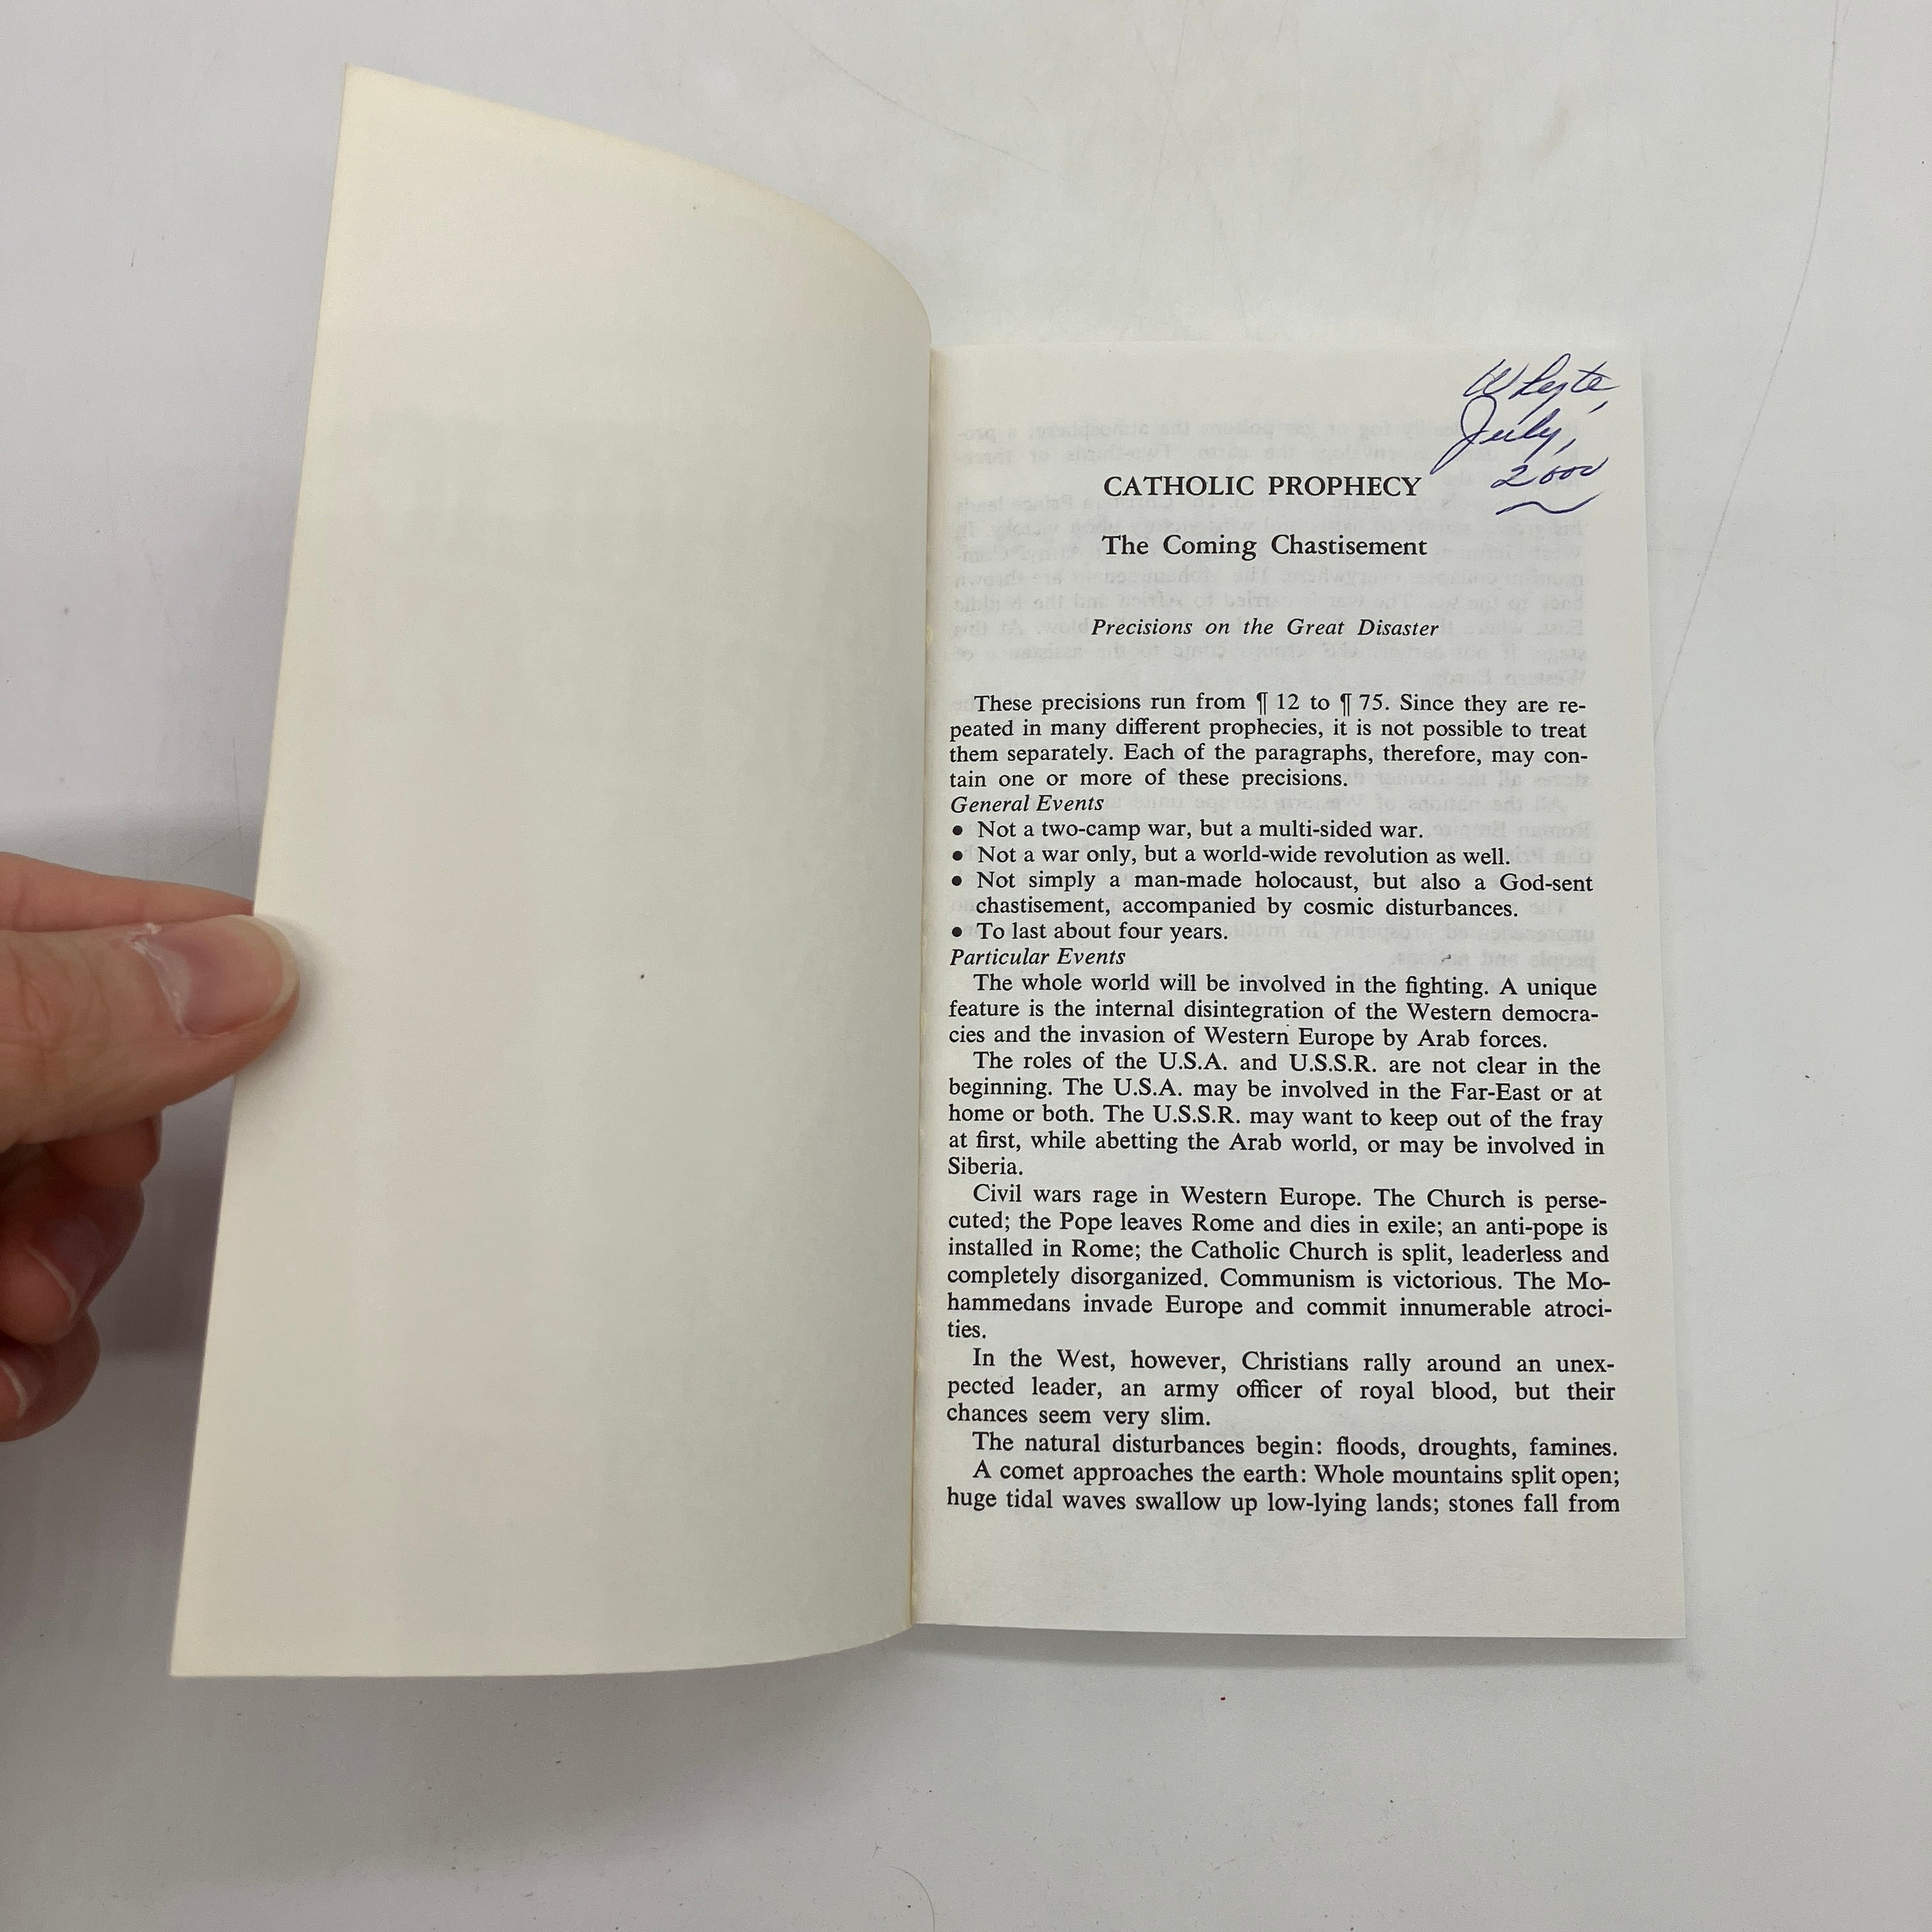 Whyte,
July,
2000
CATHOLIC PROPHECY
The Coming Chastisement
Precisions on the Great Disaster
These precisions run from ¶ 12 to ¶ 75. Since they are re-
peated in many different prophecies, it is not possible to treat
them separately. Each of the paragraphs, therefore, may con-
tain one or more of these precisions.
General Events
• Not a two-camp war, but a multi-sided war.
• Not a war only, but a world-wide revolution as well.
• Not simply a man-made holocaust, but also a God-sent
chastisement, accompanied by cosmic disturbances.
• To last about four years.
Particular Events
The whole world will be involved in the fighting. A unique
feature is the internal disintegration of the Western democra-
cies and the invasion of Western Europe by Arab forces.
The roles of the U.S.A. and U.S.S.R. are not clear in the
beginning. The U.S.A. may be involved in the Far-East or at
home or both. The U.S.S.R. may want to keep out of the fray
at first, while abetting the Arab world, or may be involved in
Siberia.
Civil wars rage in Western Europe. The Church is perse-
cuted; the Pope leaves Rome and dies in exile; an anti-pope is
installed in Rome; the Catholic Church is split, leaderless and
completely disorganized. Communism is victorious. The Mo-
hammedans invade Europe and commit innumerable atroci-
ties.
In the West, however, Christians rally around an unex-
pected leader, an army officer of royal blood, but their
chances seem very slim.
The natural disturbances begin: floods, droughts, famines.
A comet approaches the earth: Whole mountains split open;
huge tidal waves swallow up low-lying lands; stones fall from